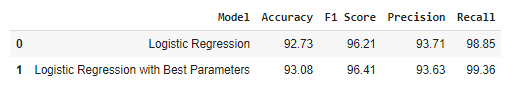 Model Accuracy F1 Score Precision Recall
0 Logistic Regression 92.73 96.21 93.71 98.85
1 Logistic Regression with Best Parameters 93.08 96.41 93.63 99.36